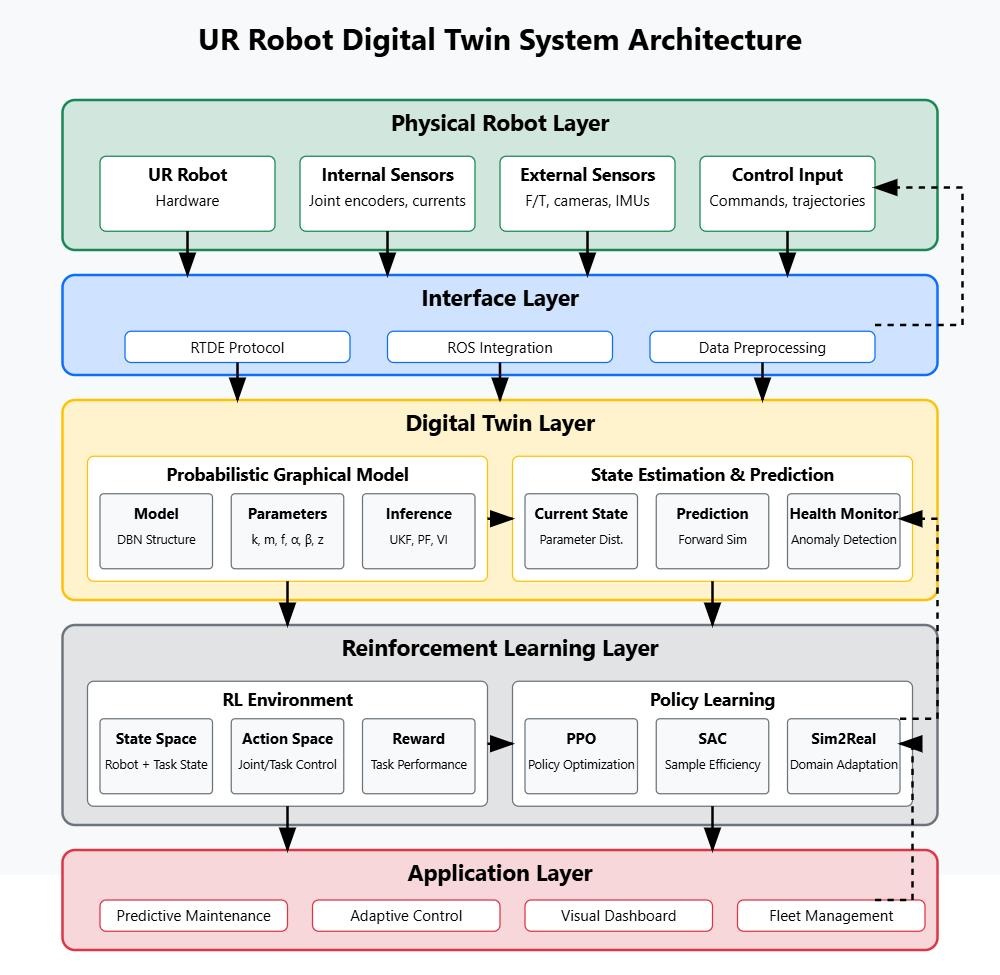 UR Robot Digital Twin System Architecture
Physical Robot Layer
UR Robot
Hardware
Internal Sensors
Joint encoders, currents
External Sensors
F/T, cameras, IMUs
Control Input
Commands, trajectories
Interface Layer
RTDE Protocol
ROS Integration
Data Preprocessing
Digital Twin Layer
Probabilistic Graphical Model
Model
DBN Structure
Parameters
k, m, f, α, β, z
Inference
UKF, PF, VI
State Estimation & Prediction
Current State
Parameter Dist.
Prediction
Forward Sim
Health Monitor
Anomaly Detection
Reinforcement Learning Layer
RL Environment
State Space
Robot + Task State
Action Space
Joint/Task Control
Reward
Task Performance
Policy Learning
PPO
Policy Optimization
SAC
Sample Efficiency
Sim2Real
Domain Adaptation
Application Layer
Predictive Maintenance
Adaptive Control
Visual Dashboard
Fleet Management